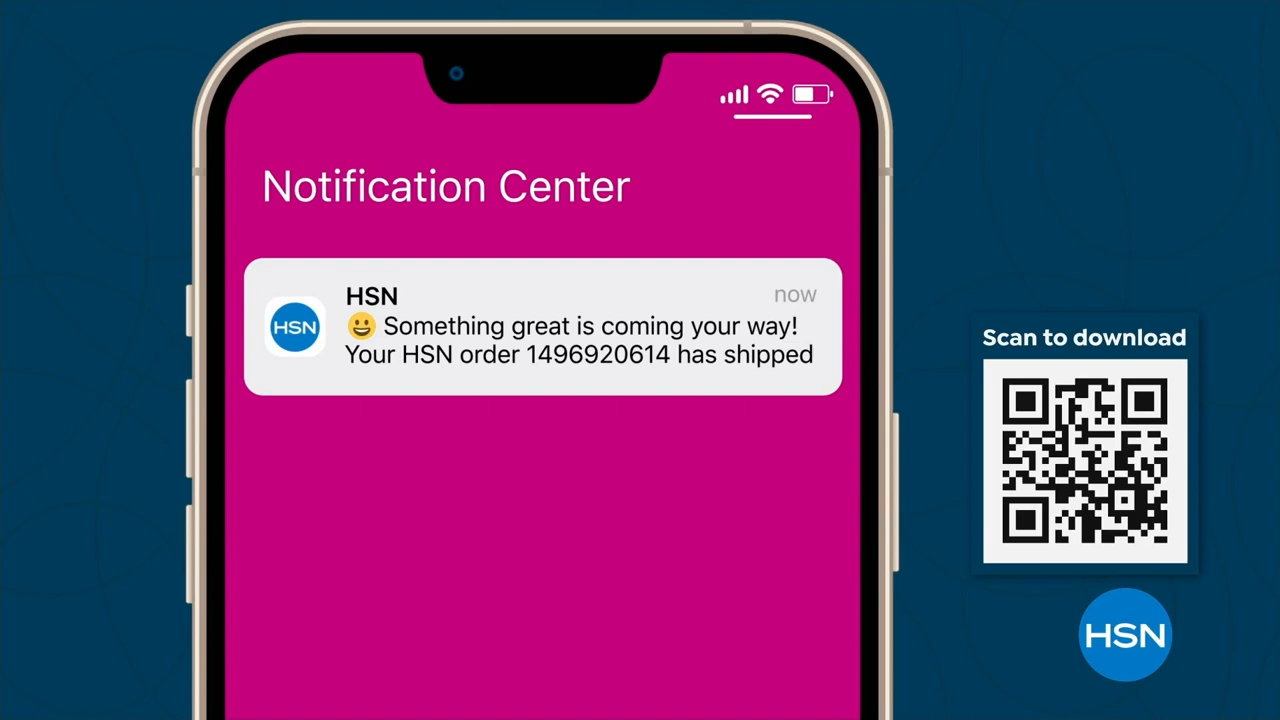 Notification Center
HSN
now
HSN
😀 Something great is coming your way!
Your HSN order 1496920614 has shipped
Scan to download
HSN